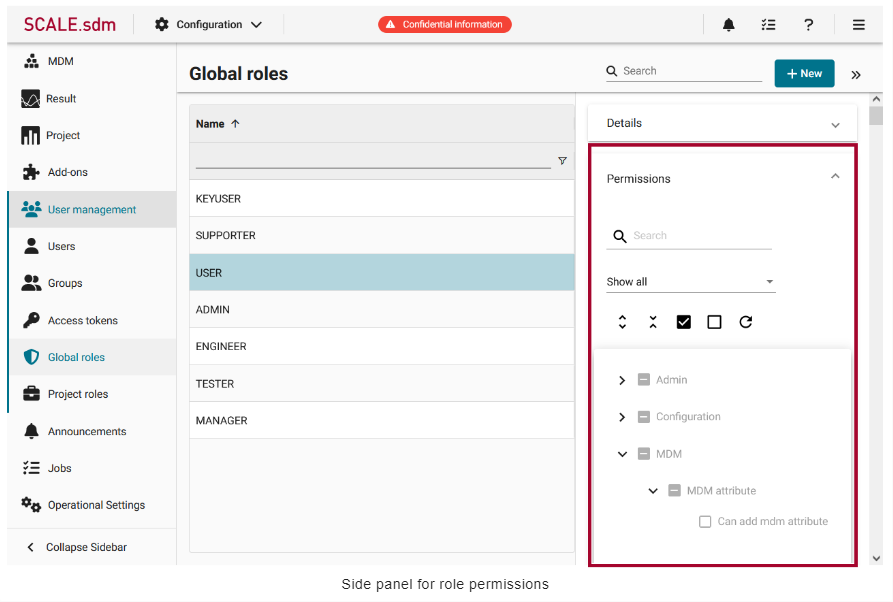 SCALE.sdm
Configuration
Confidential information
?
MDM
Result
Project
Add-ons
User management
Users
Groups
Access tokens
Global roles
Project roles
Announcements
Jobs
Operational Settings
Collapse Sidebar
Global roles
Search
+ New
Name
KEYUSER
SUPPORTER
USER
ADMIN
ENGINEER
TESTER
MANAGER
Details
Permissions
Search
Show all
Admin
Configuration
MDM
MDM attribute
Can add mdm attribute
Side panel for role permissions